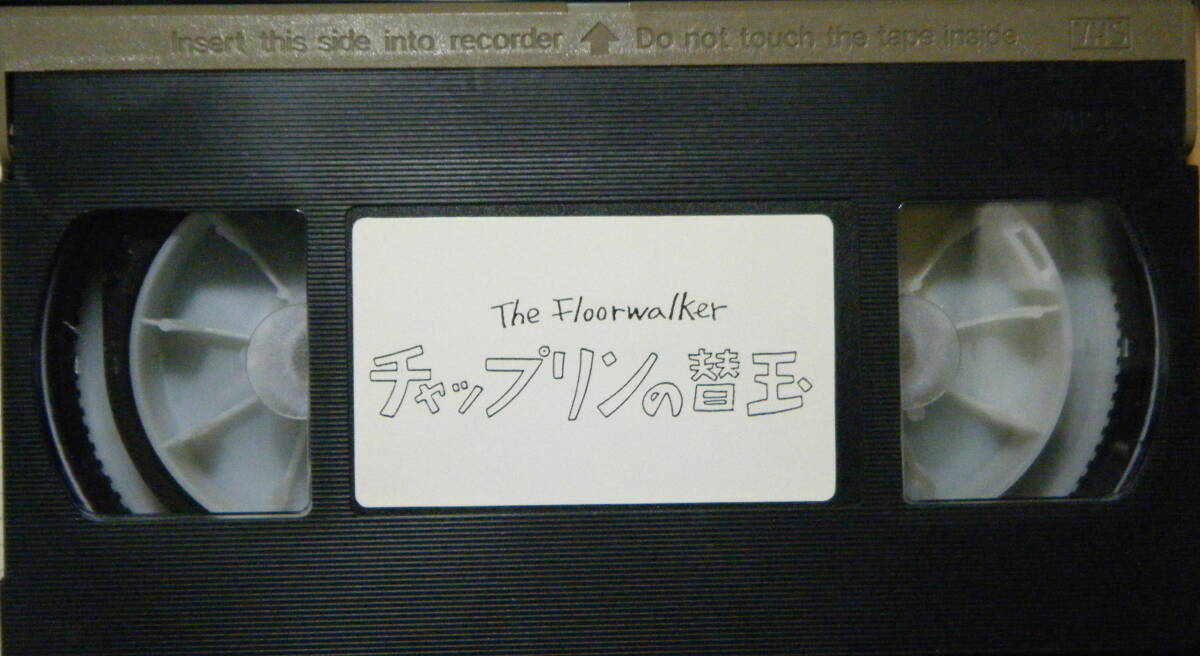 Insert this side into recorder ↑ Do not touch the tape inside VHS
The Floorwalker
チャップリンの替玉